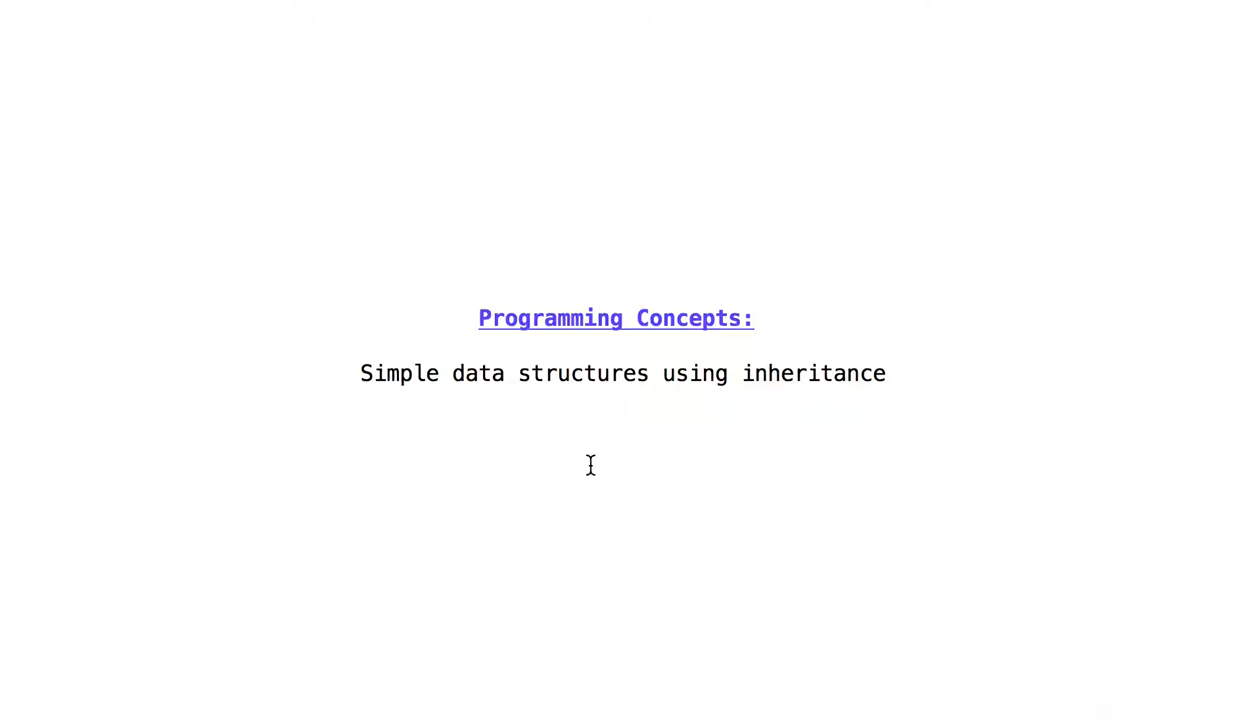 Programming Concepts:
Simple data structures using inheritance